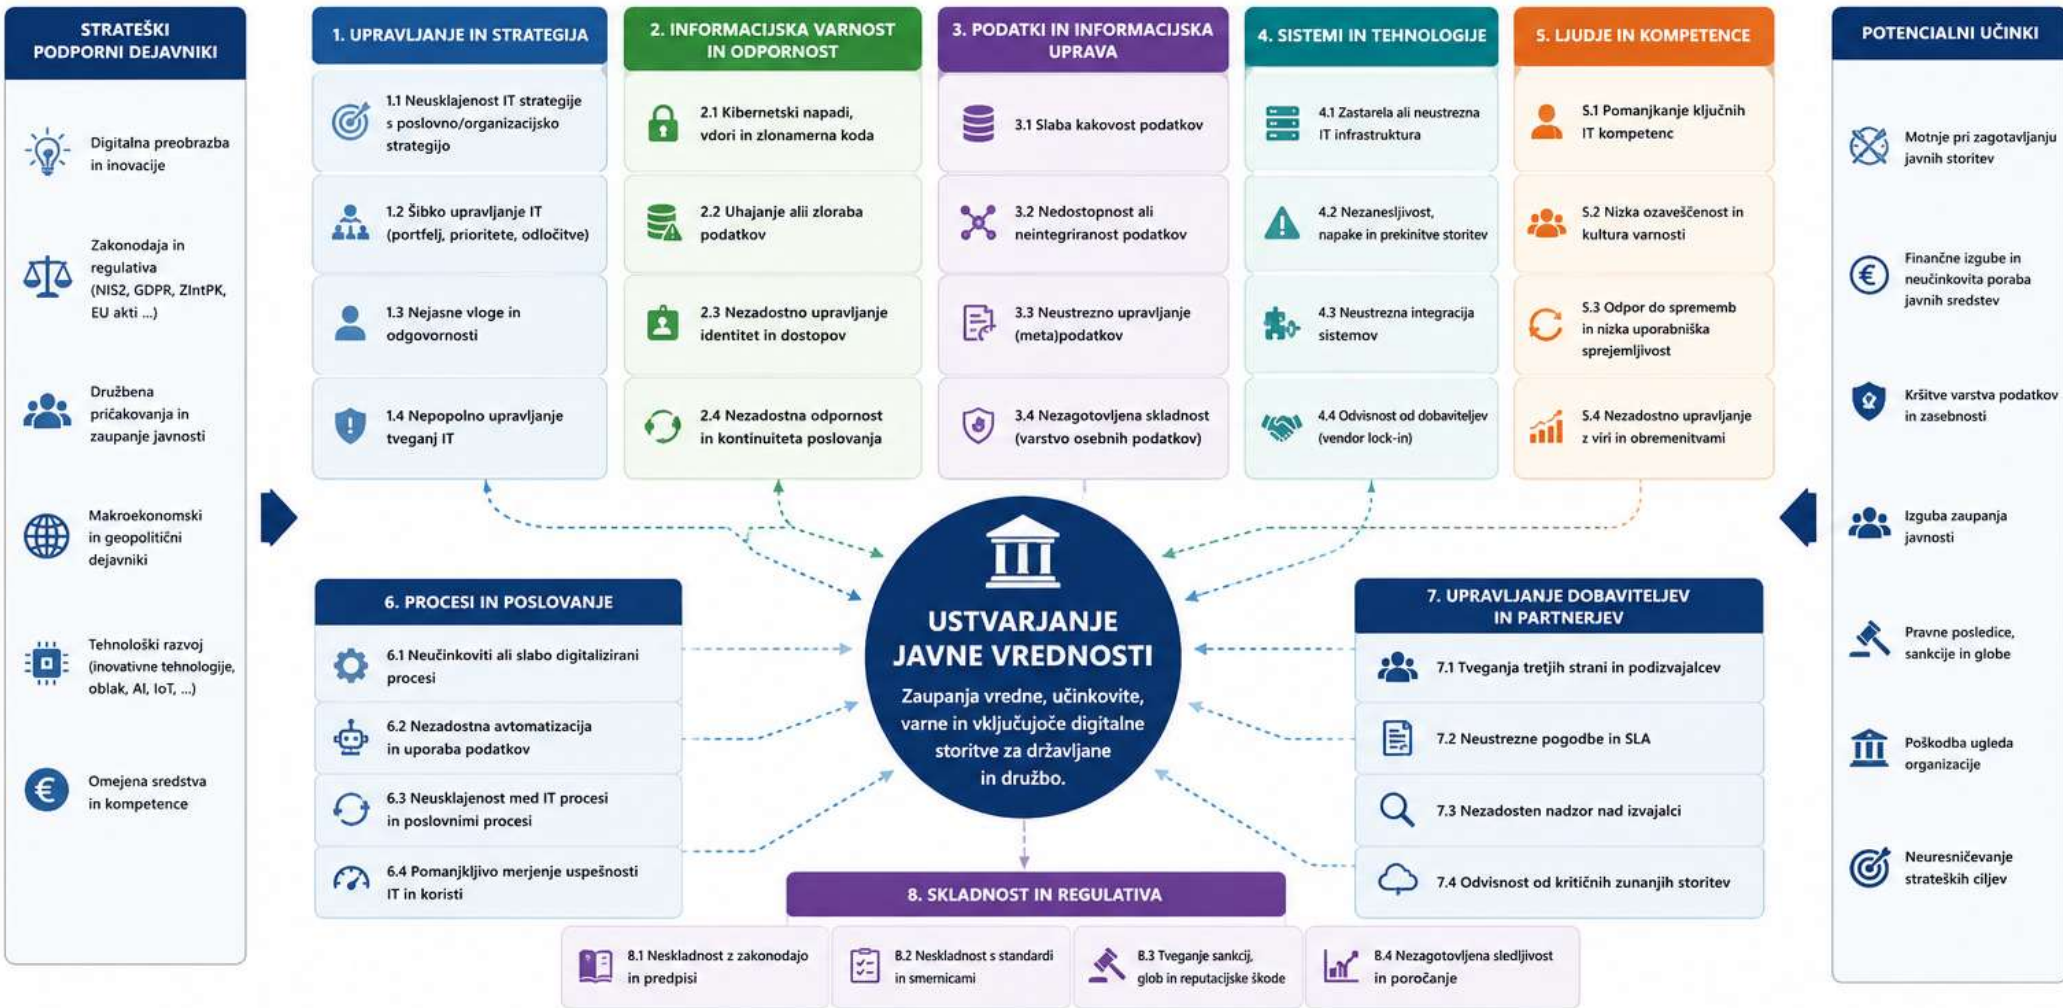 STRATEŠKI
PODPORNI DEJAVNIKI
Digitalna preobrazba
in inovacije
Zakonodaja in
regulativa
(NIS2, GDPR, ZIntPK,
EU akti ...)
Družbena
pričakovanja in
zaupanje javnosti
Makroekonomski
in geopolitični
dejavniki
Tehnološki razvoj
(inovativne tehnologije,
oblak, AI, IoT, ...)
Omejena sredstva
in kompetence
1. UPRAVLJANJE IN STRATEGIJA
1.1 Neusklajenost IT strategije
s poslovno/organizacijsko
strategijo
1.2 Šibko upravljanje IT
(portfelj, prioritete, odločitve)
1.3 Nejasne vloge in
odgovornosti
1.4 Nepopolno upravljanje
tveganj IT
2. INFORMACIJSKA VARNOST
IN ODPORNOST
2.1 Kibernetski napadi,
vdori in zlonamerna koda
2.2 Uhajanje alii zloraba
podatkov
2.3 Nezadostno upravljanje
identitet in dostopov
2.4 Nezadostna odpornost
in kontinuiteta poslovanja
3. PODATKI IN INFORMACIJSKA
UPRAVA
3.1 Slaba kakovost podatkov
3.2 Nedostopnost ali
neintegriranost podatkov
3.3 Neustrezno upravljanje
(meta)podatkov
3.4 Nezagotovljena skladnost
(varstvo osebnih podatkov)
4. SISTEMI IN TEHNOLOGIJE
4.1 Zastarela ali neustrezna
IT infrastruktura
4.2 Nezanesljivost,
napake in prekinitve storitev
4.3 Neustrezna integracija
sistemov
4.4 Odvisnost od dobaviteljev
(vendor lock-in)
5. LJUDJE IN KOMPETENCE
5.1 Pomanjkanje ključnih
IT kompetenc
5.2 Nizka ozaveščenost in
kultura varnosti
5.3 Odpor do sprememb
in nizka uporabniška
sprejemljivost
5.4 Nezadostno upravljanje
z viri in obremenitvami
6. PROCESI IN POSLOVANJE
6.1 Neučinkoviti ali slabo digitalizirani
procesi
6.2 Nezadostna avtomatizacija
in uporaba podatkov
6.3 Neusklajenost med IT procesi
in poslovnimi procesi
6.4 Pomanjkljivo merjenje uspešnosti
IT in koristi
USTVARJANJE
JAVNE VREDNOSTI
Zaupanja vredne, učinkovite,
varne in vključujoče digitalne
storitve za državljane
in družbo.
7. UPRAVLJANJE DOBAVITELJEV
IN PARTNERJEV
7.1 Tveganja tretjih strani in podizvajalcev
7.2 Neustrezne pogodbe in SLA
7.3 Nezadosten nadzor nad izvajalci
7.4 Odvisnost od kritičnih zunanjih storitev
8. SKLADNOST IN REGULATIVA
8.1 Neskladnost z zakonodajo
in predpisi
8.2 Neskladnost s standardi
in smernicami
8.3 Tveganje sankcij,
glob in reputacijske škode
8.4 Nezagotovljena sledljivost
in poročanje
POTENCIALNI UČINKI
Motnje pri zagotavljanju
javnih storitev
Finančne izgube in
neučinkovita poraba
javnih sredstev
Kršitve varstva podatkov
in zasebnosti
Izguba zaupanja
javnosti
Pravne posledice,
sankcije in globe
Poškodba ugleda
organizacije
Neuresničevanje
strateških ciljev